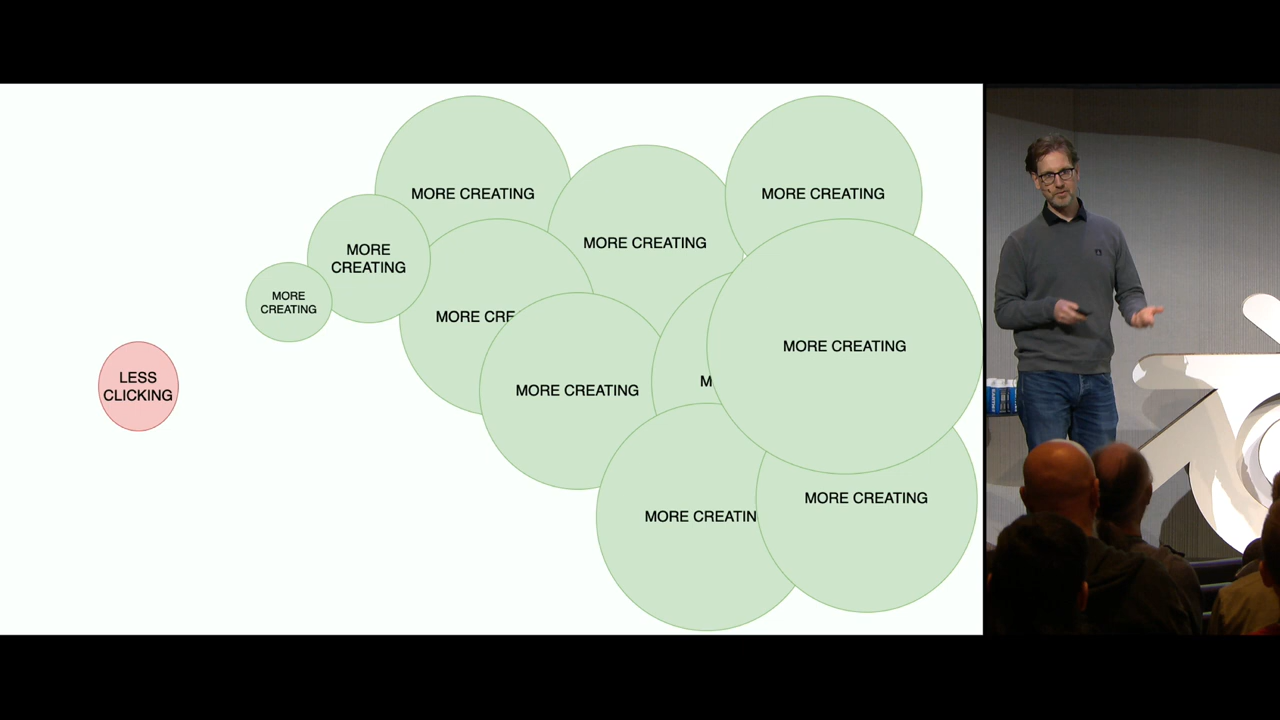 MORE CREATING
MORE CREATING
MORE CREATING
MORE
CREATING
MORE
CREATING
MORE CRE
MORE CREATING
M
MORE CREATING
LESS
CLICKING
MORE CREATIN
MORE CREATING